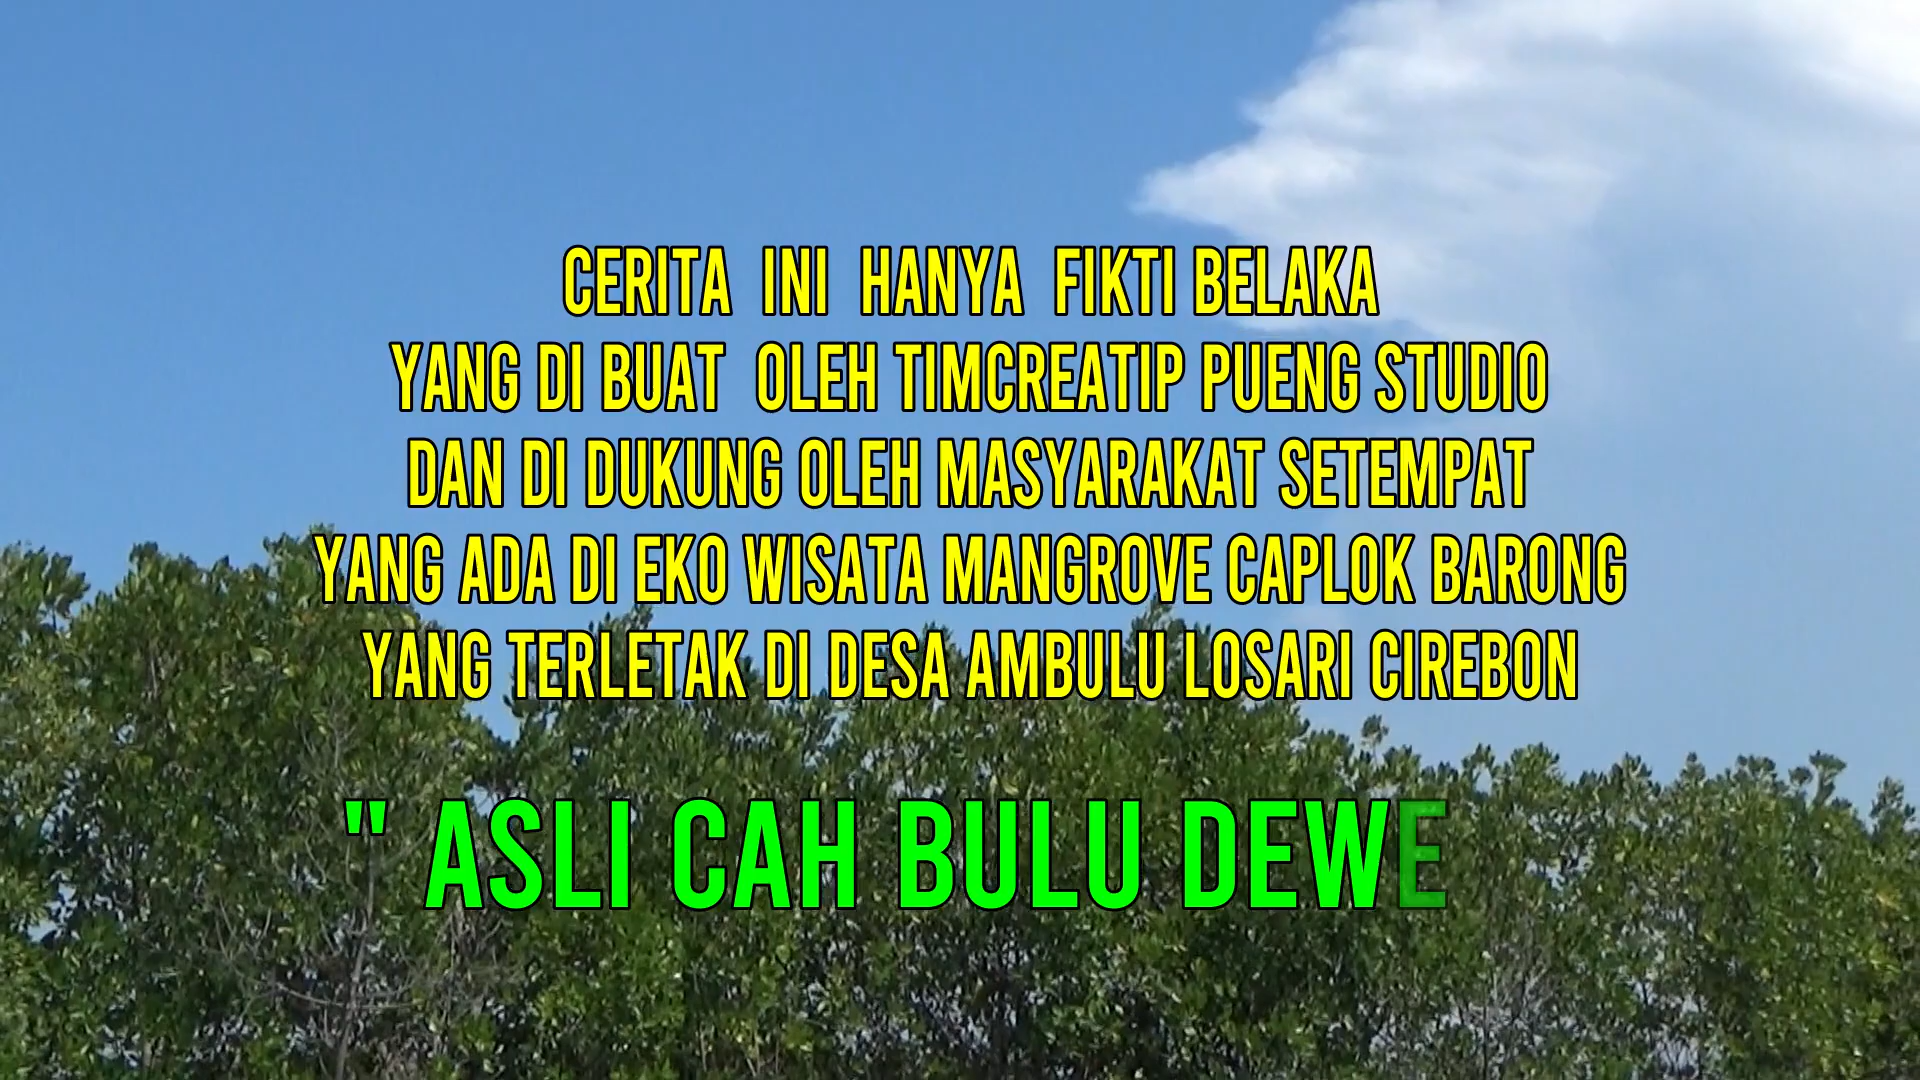 CERITA INI HANYA FIKTI BELAKA
YANG DI BUAT OLEH TIMCREATIP PUENG STUDIO
DAN DI DUKUNG OLEH MASYARAKAT SETEMPAT
YANG ADA DI EKO WISATA MANGROVE CAPLOK BARONG
YANG TERLETAK DI DESA AMBULU LOSARI CIREBON
" ASLI CAH BULU DEWE